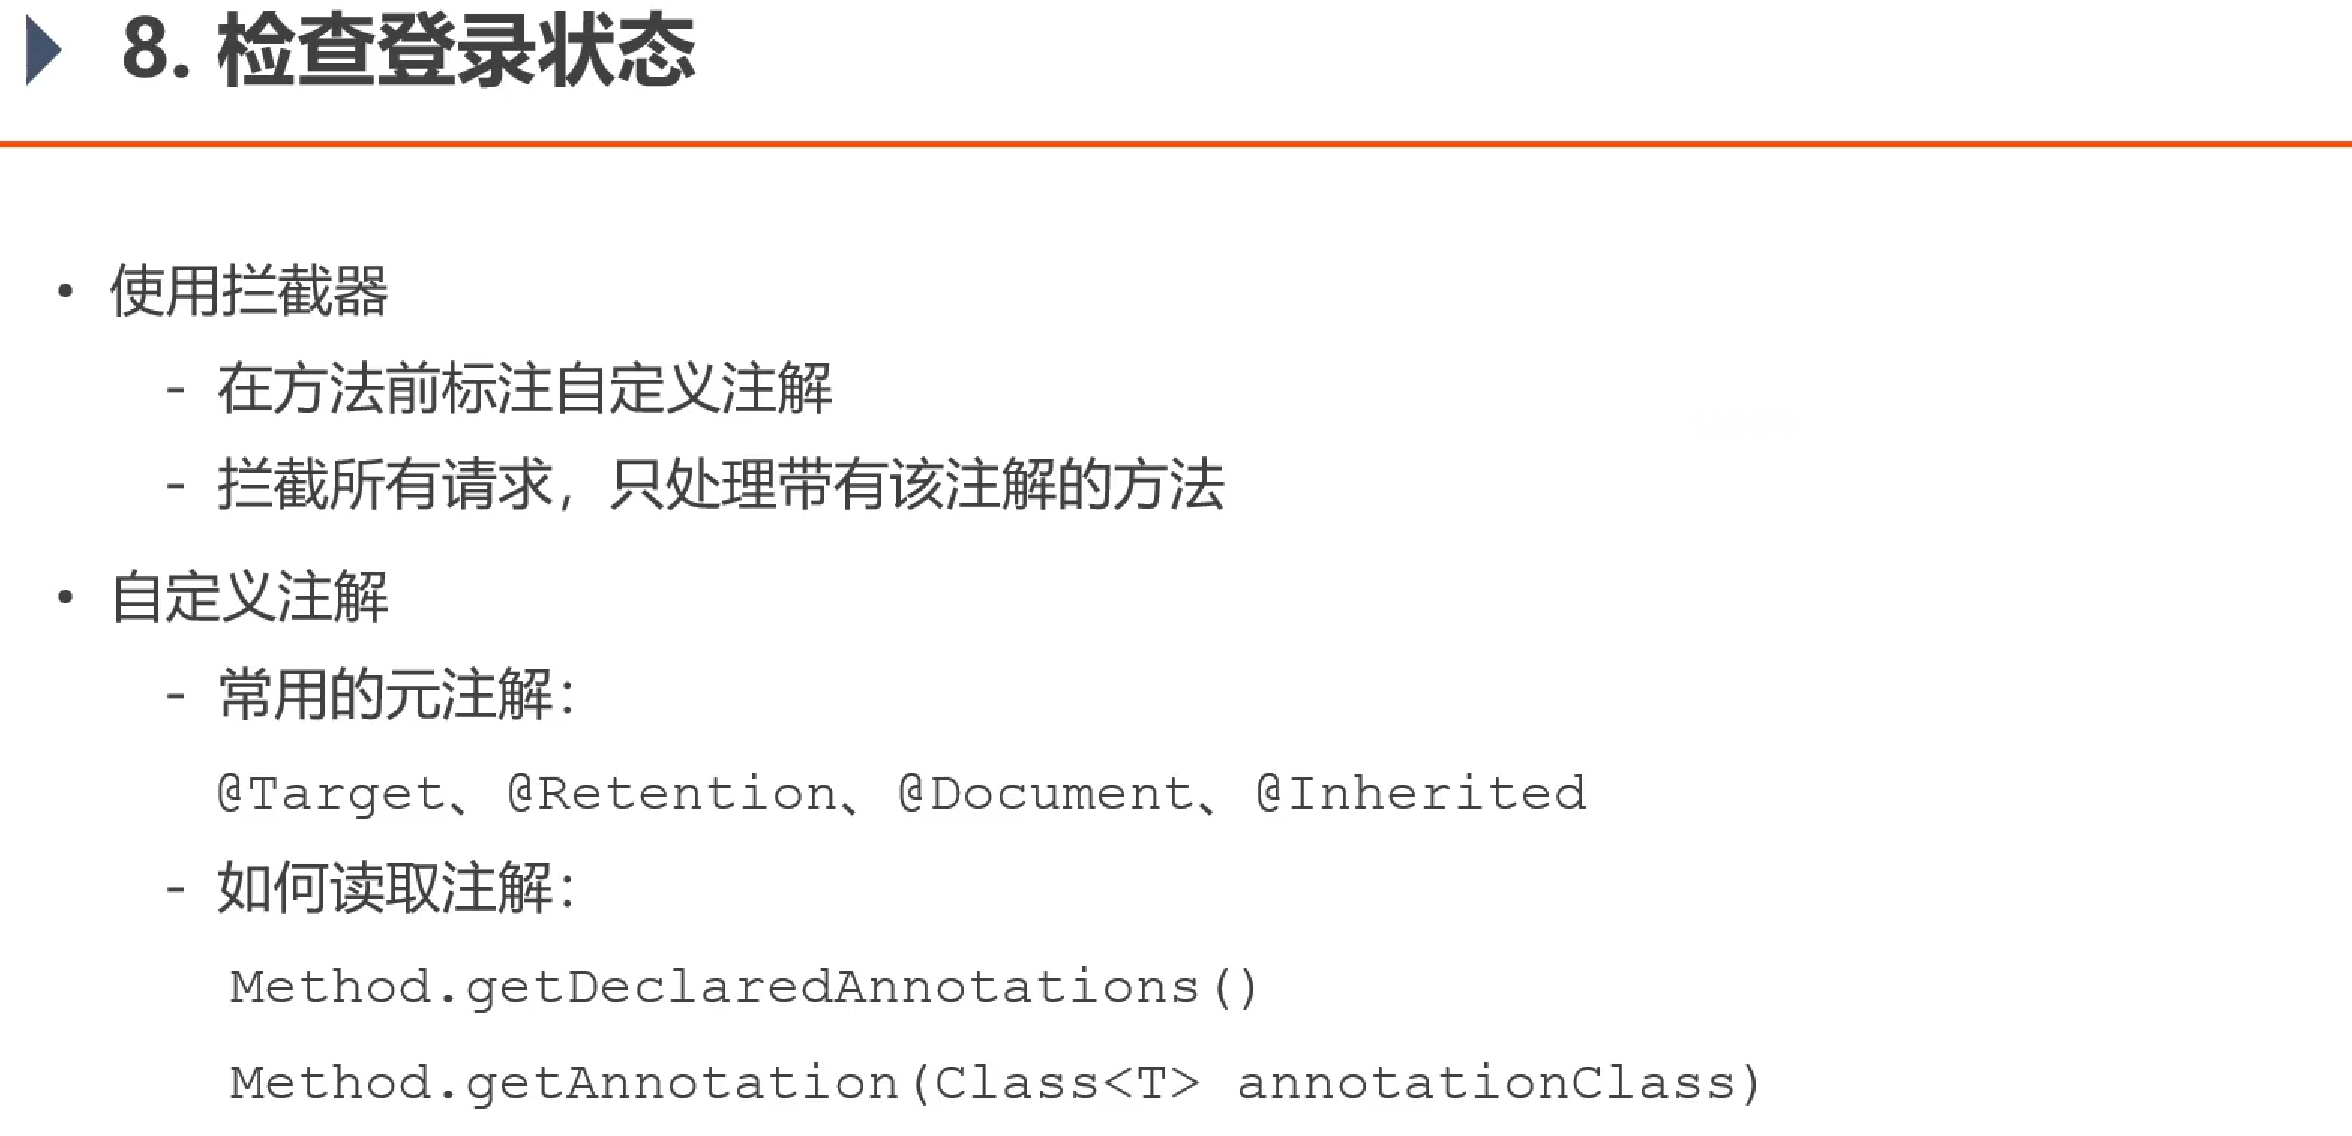 8. 检查登录状态
• 使用拦截器
- 在方法前标注自定义注解
- 拦截所有请求，只处理带有该注解的方法
• 自定义注解
- 常用的元注解：
@Target、@Retention、@Document、@Inherited
- 如何读取注解：
Method.getDeclaredAnnotations()
Method.getAnnotation(Class<T> annotationClass)